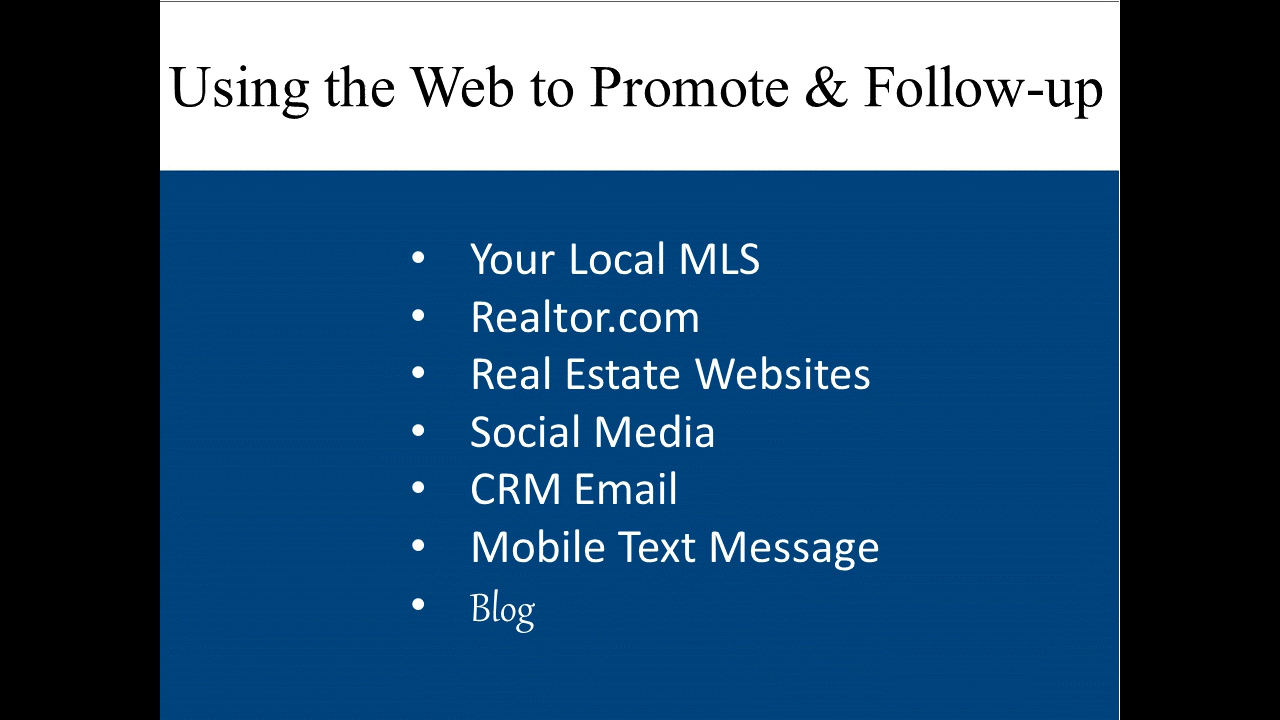 Using the Web to Promote & Follow-up
• Your Local MLS
• Realtor.com
• Real Estate Websites
• Social Media
• CRM Email
• Mobile Text Message
• Blog